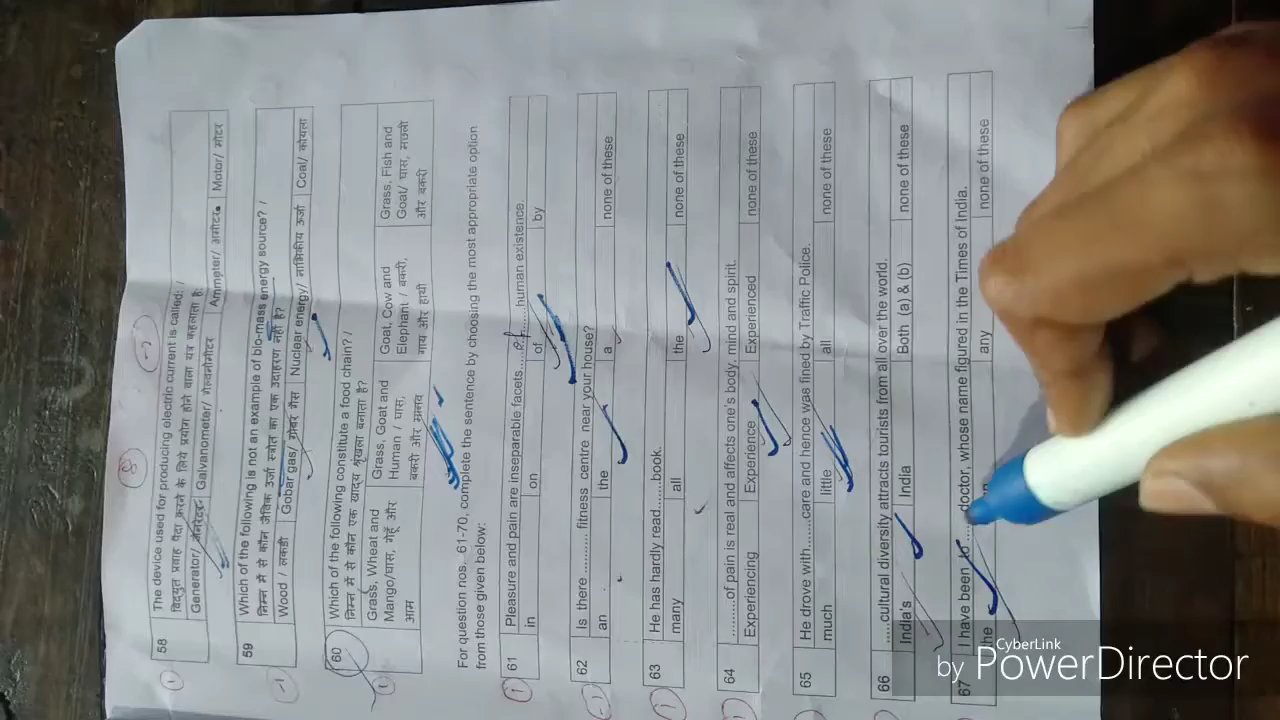 58 The device used for producing electric current is called: /
विद्युत प्रवाह पैदा करने के लिये प्रयोग होने वाला यंत्र कहलाता है:
Generator/ जेनरेटर Galvanometer/ गेल्वनोमीटर Ammeter/ अमीटर Motor/ मोटर
59 Which of the following is not an example of bio-mass energy source? /
निम्न में से कौन जैविक उर्जा स्त्रोत का एक उदाहरण नहीं है?
Wood / लकडी Gobar gas/ गोबर गैस Nuclear energy/ नाभिकीय ऊर्जा Coal/ कोयला
60 Which of the following constitute a food chain? /
निम्न में से कौन एक खाद्य श्रृंखला बनाता है?
Grass, Wheat and Grass, Goat and Goat, Cow and Grass, Fish and
Mango/घास, गेहूँ और Human / घास, Elephant / बकरी, Goat/ घास, मछली
आम बकरी और मानव गाय और हाथी और बकरी
For question nos. 61-70, complete the sentence by choosing the most appropriate option
from those given below:
61 Pleasure and pain are inseparable facets....of....human existence.
in on of by
62 Is there .......... fitness centre near your house?
an the a none of these
63 He has hardly read........book.
many all the none of these
64 .........of pain is real and affects one's body, mind and spirit.
Experiencing Experience Experienced
65 He drove with.........care and hence was fined by Traffic Police.
much little all none of these
66 .....cultural diversity attracts tourists from all over the world.
India's India Both (a) & (b) none of these
67 I have been to ....doctor, whose name figured in the Times of India.
the any none of these
CyberLink
by PowerDirector